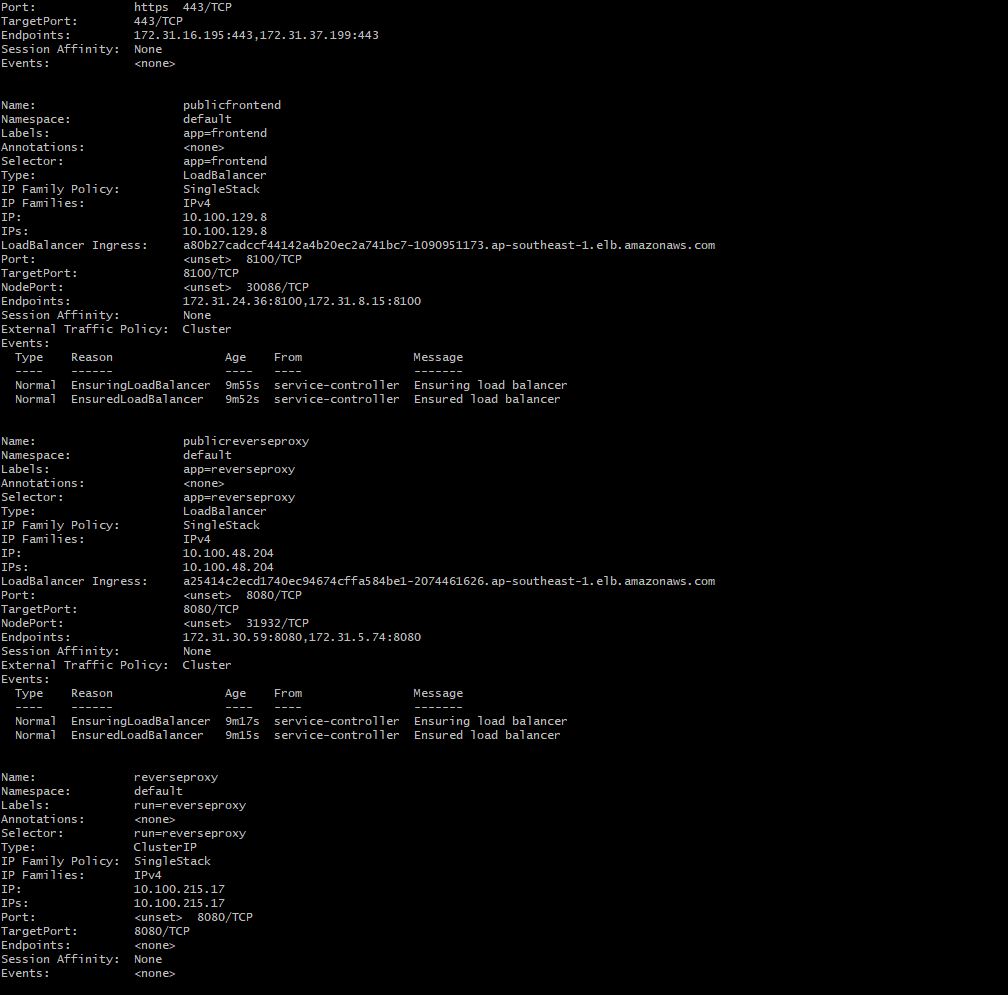 Port:              https  443/TCP
TargetPort:        443/TCP
Endpoints:         172.31.16.195:443,172.31.37.199:443
Session Affinity:  None
Events:            <none>


Name:                     publicfrontend
Namespace:                default
Labels:                   app=frontend
Annotations:              <none>
Selector:                 app=frontend
Type:                     LoadBalancer
IP Family Policy:         SingleStack
IP Families:              IPv4
IP:                       10.100.129.8
IPs:                      10.100.129.8
LoadBalancer Ingress:     a80b27cadccf44142a4b20ec2a741bc7-1090951173.ap-southeast-1.elb.amazonaws.com
Port:                     <unset>  8100/TCP
TargetPort:               8100/TCP
NodePort:                 <unset>  30086/TCP
Endpoints:                172.31.24.36:8100,172.31.8.15:8100
Session Affinity:         None
External Traffic Policy:  Cluster
Events:
  Type    Reason                Age    From                Message
  ----    ------                ----   ----                -------
  Normal  EnsuringLoadBalancer  9m55s  service-controller  Ensuring load balancer
  Normal  EnsuredLoadBalancer   9m52s  service-controller  Ensured load balancer


Name:                     publicreverseproxy
Namespace:                default
Labels:                   app=reverseproxy
Annotations:              <none>
Selector:                 app=reverseproxy
Type:                     LoadBalancer
IP Family Policy:         SingleStack
IP Families:              IPv4
IP:                       10.100.48.204
IPs:                      10.100.48.204
LoadBalancer Ingress:     a25414c2ecd1740ec94674cffa584be1-2074461626.ap-southeast-1.elb.amazonaws.com
Port:                     <unset>  8080/TCP
TargetPort:               8080/TCP
NodePort:                 <unset>  31932/TCP
Endpoints:                172.31.30.59:8080,172.31.5.74:8080
Session Affinity:         None
External Traffic Policy:  Cluster
Events:
  Type    Reason                Age    From                Message
  ----    ------                ----   ----                -------
  Normal  EnsuringLoadBalancer  9m17s  service-controller  Ensuring load balancer
  Normal  EnsuredLoadBalancer   9m15s  service-controller  Ensured load balancer


Name:              reverseproxy
Namespace:         default
Labels:            run=reverseproxy
Annotations:       <none>
Selector:          run=reverseproxy
Type:              ClusterIP
IP Family Policy:  SingleStack
IP Families:       IPv4
IP:                10.100.215.17
IPs:               10.100.215.17
Port:              <unset>  8080/TCP
TargetPort:        8080/TCP
Endpoints:         <none>
Session Affinity:  None
Events:            <none>